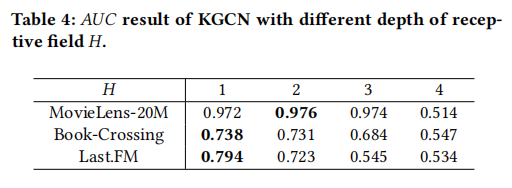 Table 4: AUC result of KGCN with different depth of recep-
tive field H.
H 1 2 3 4
MovieLens-20M 0.972 0.976 0.974 0.514
Book-Crossing 0.738 0.731 0.684 0.547
Last.FM 0.794 0.723 0.545 0.534